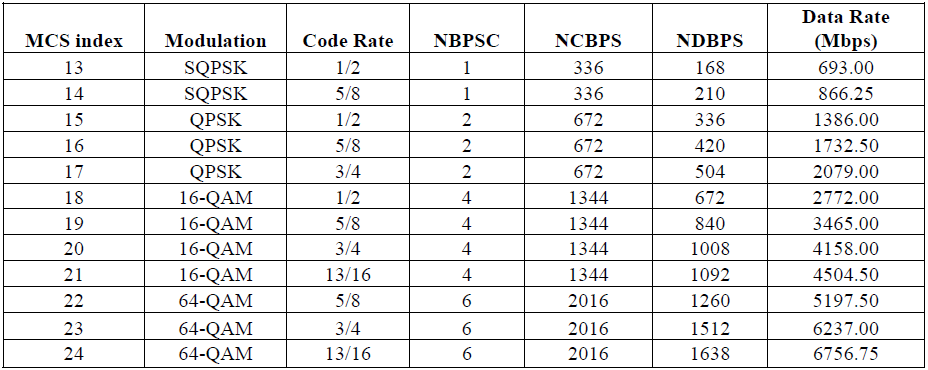 MCS index Modulation Code Rate NBPSC NCBPS NDBPS Data Rate (Mbps)
13 SQPSK 1/2 1 336 168 693.00
14 SQPSK 5/8 1 336 210 866.25
15 QPSK 1/2 2 672 336 1386.00
16 QPSK 5/8 2 672 420 1732.50
17 QPSK 3/4 2 672 504 2079.00
18 16-QAM 1/2 4 1344 672 2772.00
19 16-QAM 5/8 4 1344 840 3465.00
20 16-QAM 3/4 4 1344 1008 4158.00
21 16-QAM 13/16 4 1344 1092 4504.50
22 64-QAM 5/8 6 2016 1260 5197.50
23 64-QAM 3/4 6 2016 1512 6237.00
24 64-QAM 13/16 6 2016 1638 6756.75